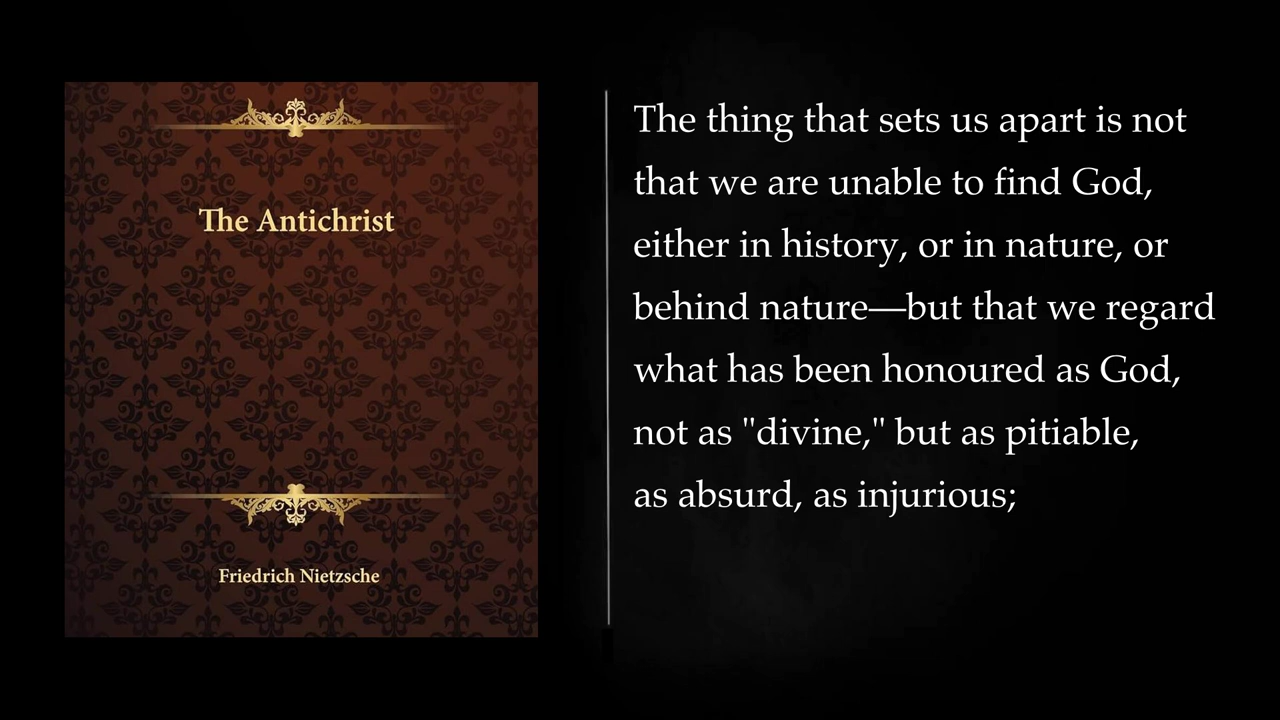 The Antichrist
Friedrich Nietzsche
The thing that sets us apart is not
that we are unable to find God,
either in history, or in nature, or
behind nature—but that we regard
what has been honoured as God,
not as "divine," but as pitiable,
as absurd, as injurious;